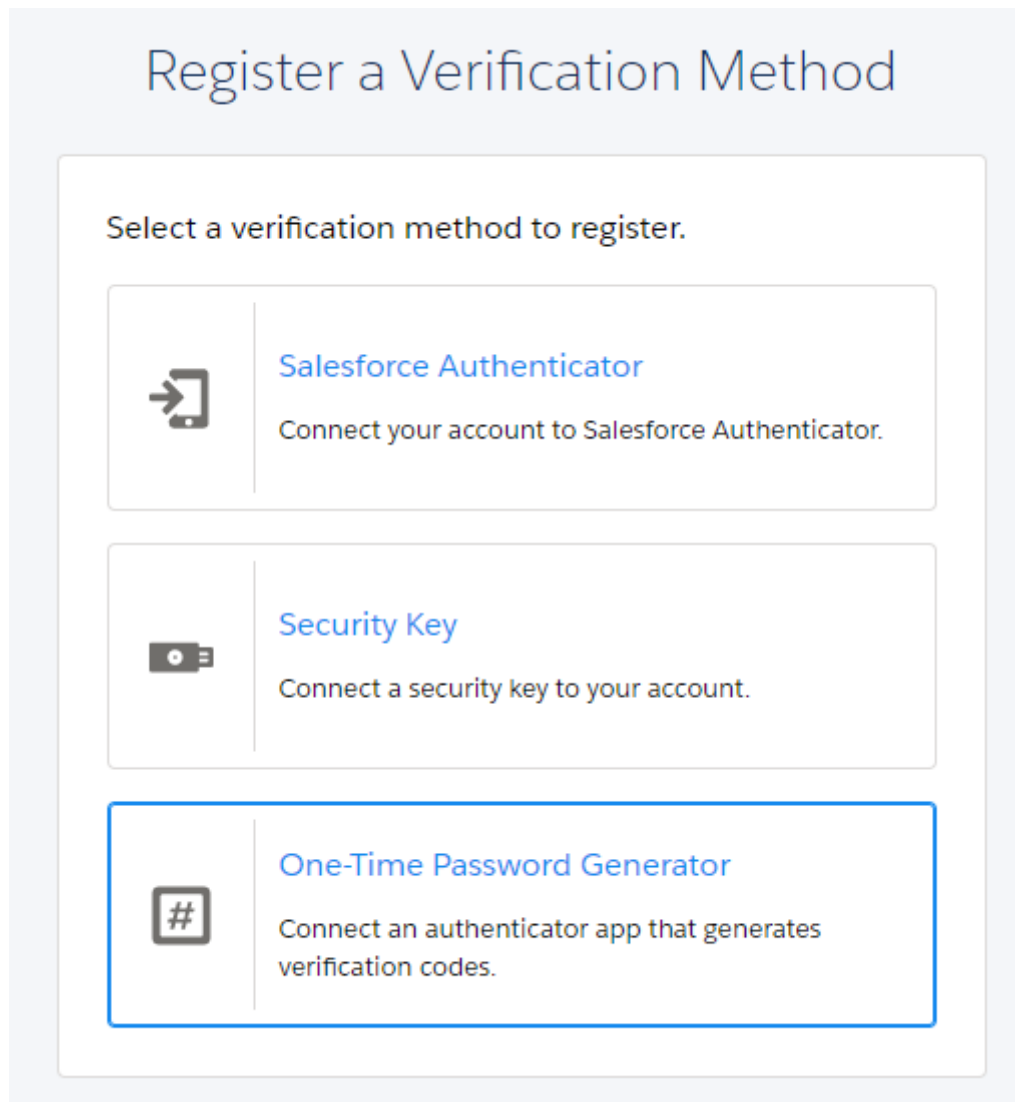 Register a Verification Method
Select a verification method to register.
Salesforce Authenticator
Connect your account to Salesforce Authenticator.
Security Key
Connect a security key to your account.
#
One-Time Password Generator
Connect an authenticator app that generates
verification codes.